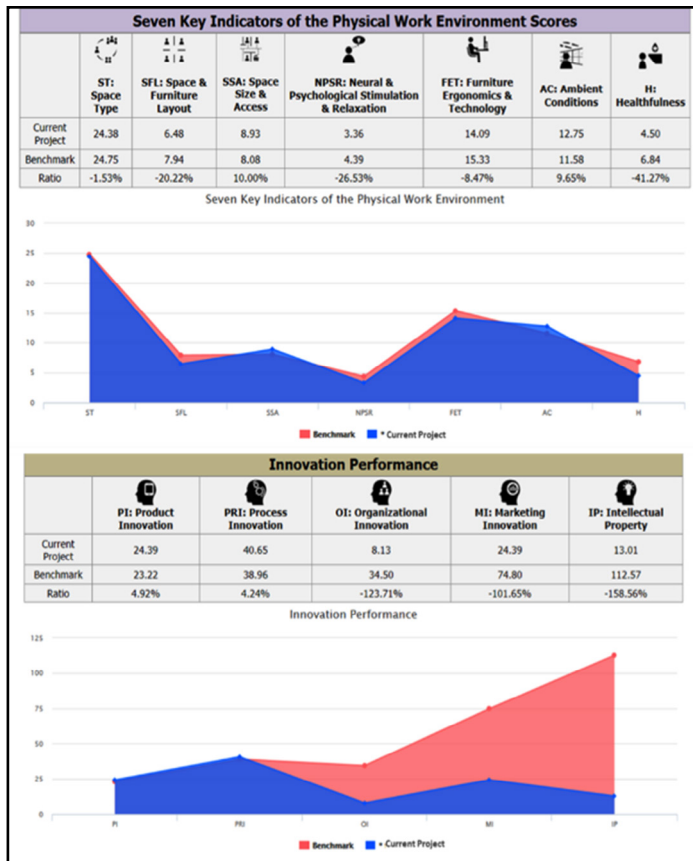 Seven Key Indicators of the Physical Work Environment Scores
ST: Space Type SFL: Space & Furniture Layout SSA: Space Size & Access NPSR: Neural & Psychological Stimulation & Relaxation FET: Furniture Ergonomics & Technology AC: Ambient Conditions H: Healthfulness
Current Project 24.38 6.48 8.93 3.36 14.09 12.75 4.50
Benchmark 24.75 7.94 8.08 4.39 15.33 11.58 6.84
Ratio -1.53% -20.22% 10.00% -26.53% -8.47% 9.65% -41.27%
Seven Key Indicators of the Physical Work Environment
30
25
20
15
10
5
0
ST SFL SSA NPSR FET AC H
Benchmark * Current Project
Innovation Performance
PI: Product Innovation PRI: Process Innovation OI: Organizational Innovation MI: Marketing Innovation IP: Intellectual Property
Current Project 24.39 40.65 8.13 24.39 13.01
Benchmark 23.22 38.96 34.50 74.80 112.57
Ratio 4.92% 4.24% -123.71% -101.65% -158.56%
Innovation Performance
125
100
75
50
25
0
PI PRI OI MI IP
Benchmark * Current Project